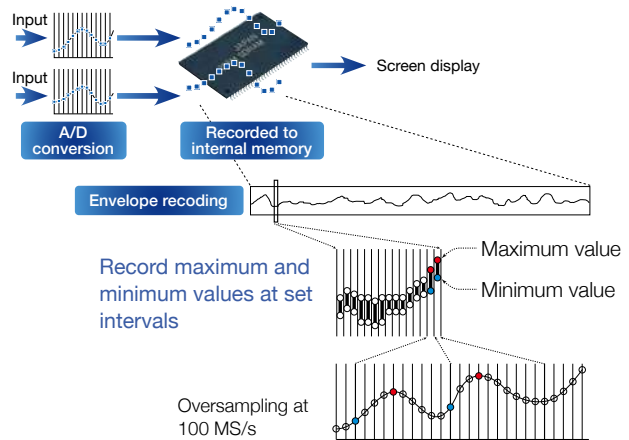 Input
Input
Screen display
A/D
conversion
Recorded to
internal memory
Envelope recoding
Maximum value
Minimum value
Record maximum and
minimum values at set
intervals
Oversampling at
100 MS/s